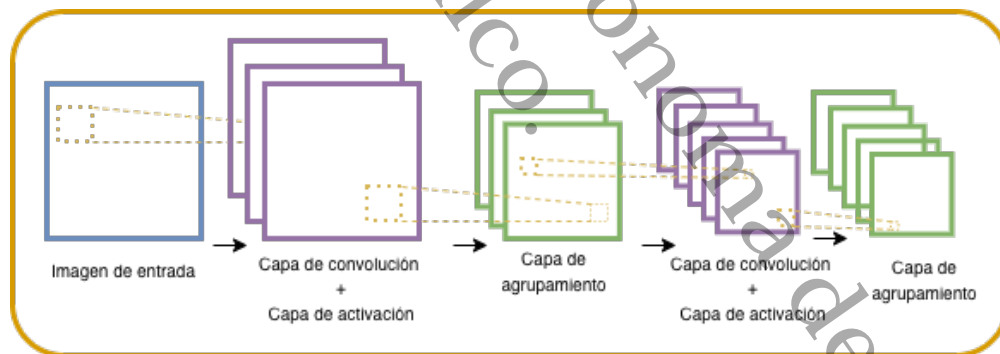 Imagen de entrada
Capa de convolución
+
Capa de activación
Capa de
agrupamiento
Capa de convolución
+
Capa de activación
Capa de
agrupamiento